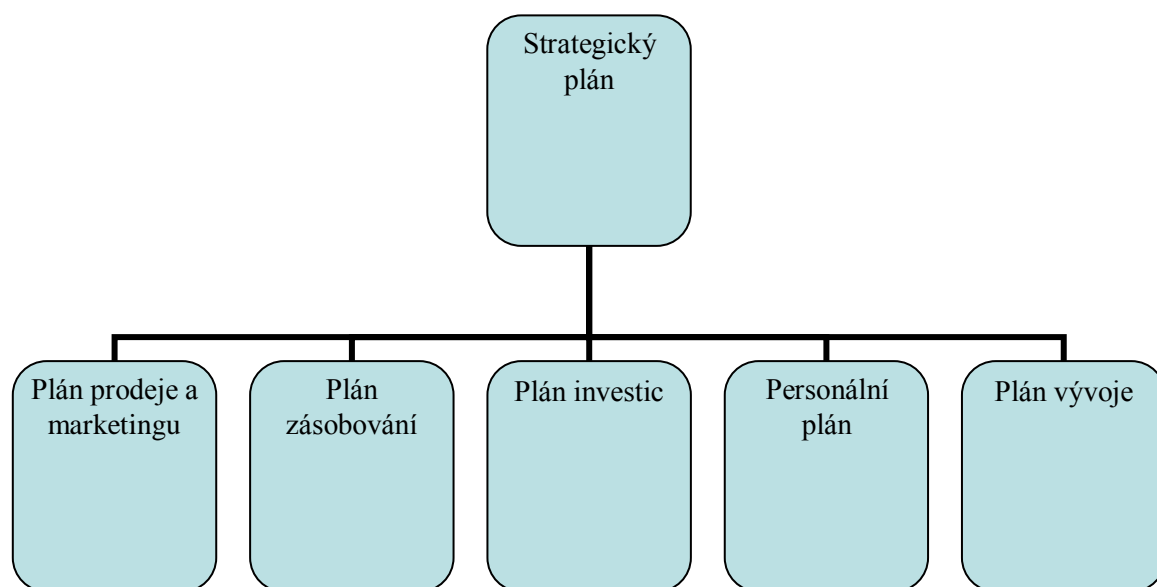 Strategický
plán
Plán prodeje a
marketingu
Plán
zásobování
Plán investic
Personální
plán
Plán vývoje